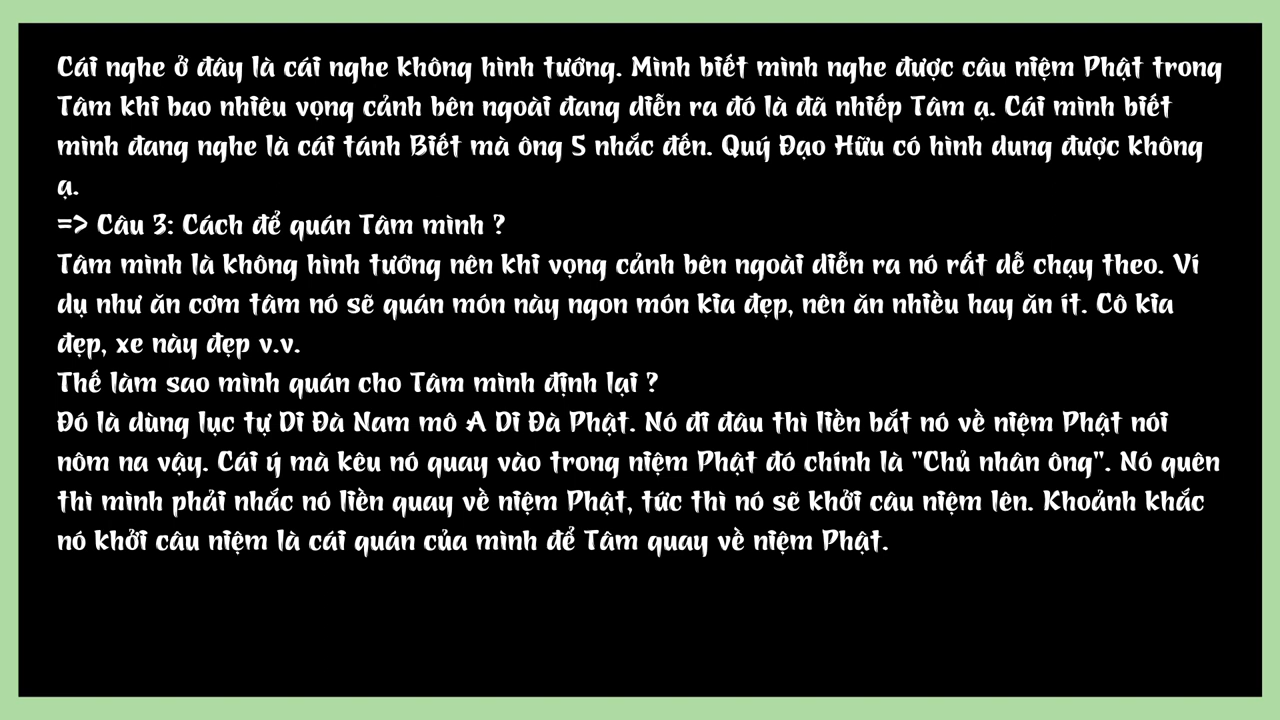 Cái nghe ở đây là cái nghe không hình tướng. Mình biết mình nghe được câu niệm Phật trong
Tâm khi bao nhiêu vọng cảnh bên ngoài đang diễn ra đó là đã nhiếp Tâm ạ. Cái mình biết
mình đang nghe là cái tánh Biết mà ông 5 nhắc đến. Quý Đạo Hữu có hình dung được không
ạ.
=> Câu 3: Cách để quán Tâm mình ?
Tâm mình là không hình tướng nên khi vọng cảnh bên ngoài diễn ra nó rất dễ chạy theo. Ví
dụ như ăn cơm tâm nó sẽ quán món này ngon món kia đẹp, nên ăn nhiều hay ăn ít. Cô kia
đẹp, xe này đẹp v.v.
Thế làm sao mình quán cho Tâm mình định lại ?
Đó là dùng lục tự Di Đà Nam mô A Di Đà Phật. Nó đi đâu thì liền bắt nó về niệm Phật nói
nôm na vậy. Cái ý mà kêu nó quay vào trong niệm Phật đó chính là "Chủ nhân ông". Nó quên
thì mình phải nhắc nó liền quay về niệm Phật, tức thì nó sẽ khởi câu niệm lên. Khoảnh khắc
nó khởi câu niệm là cái quán của mình để Tâm quay về niệm Phật.